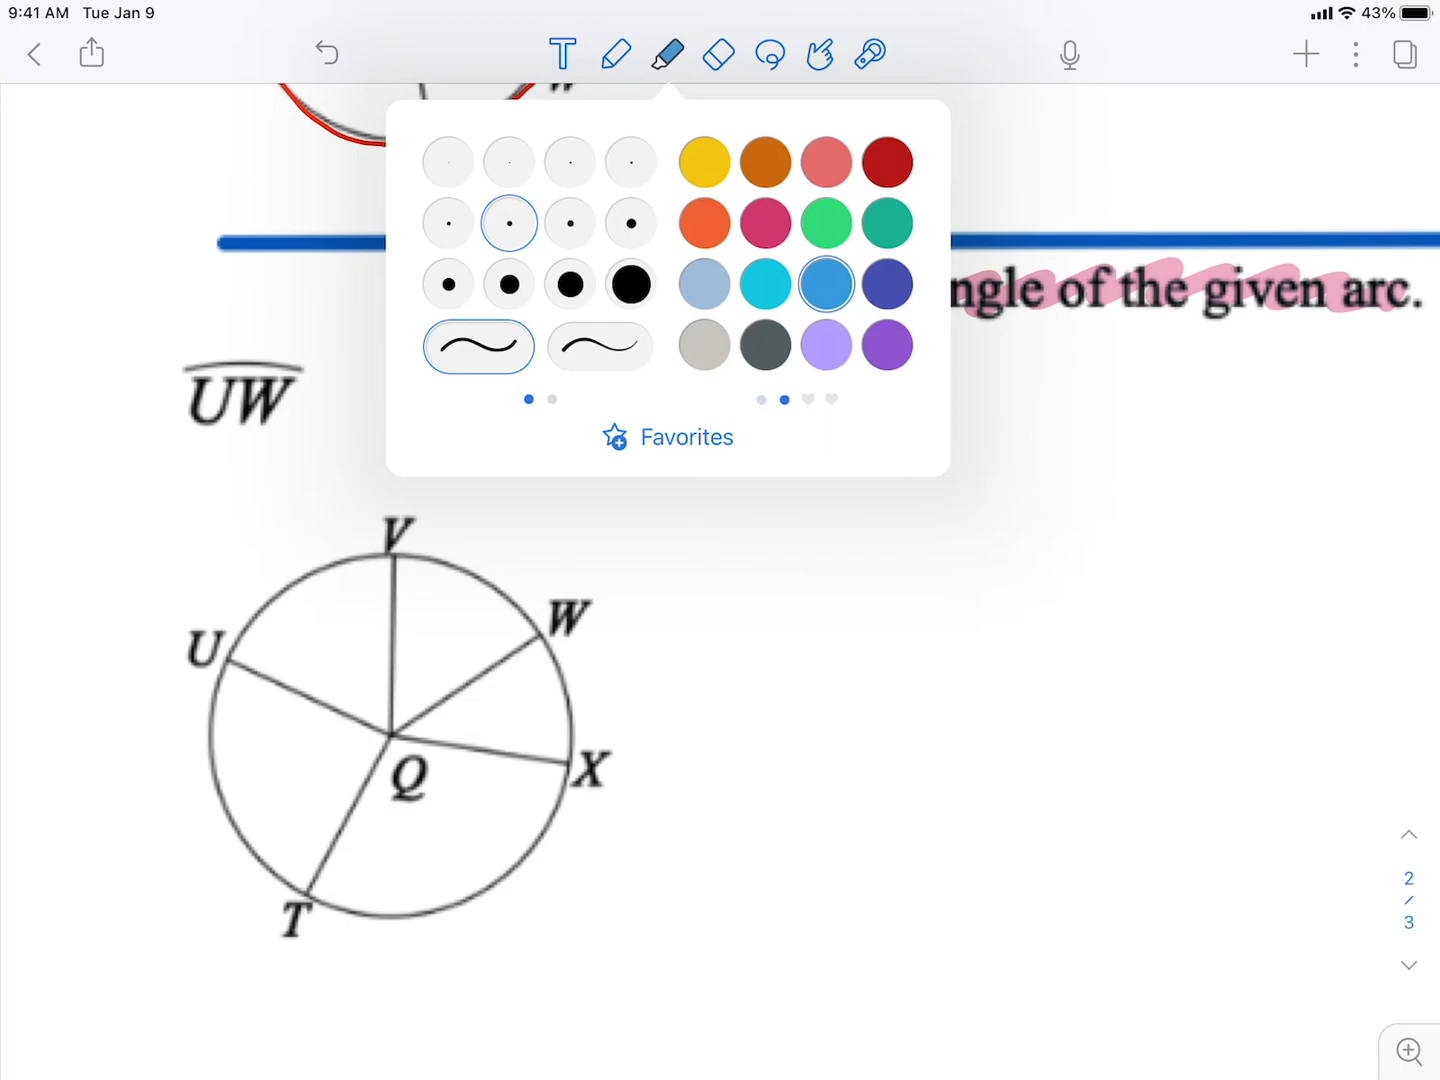 9:41 AM Tue Jan 9
43%
T
W
ngle of the given arc.
UW
Favorites
V
W
U
Q
X
T
2
/
3